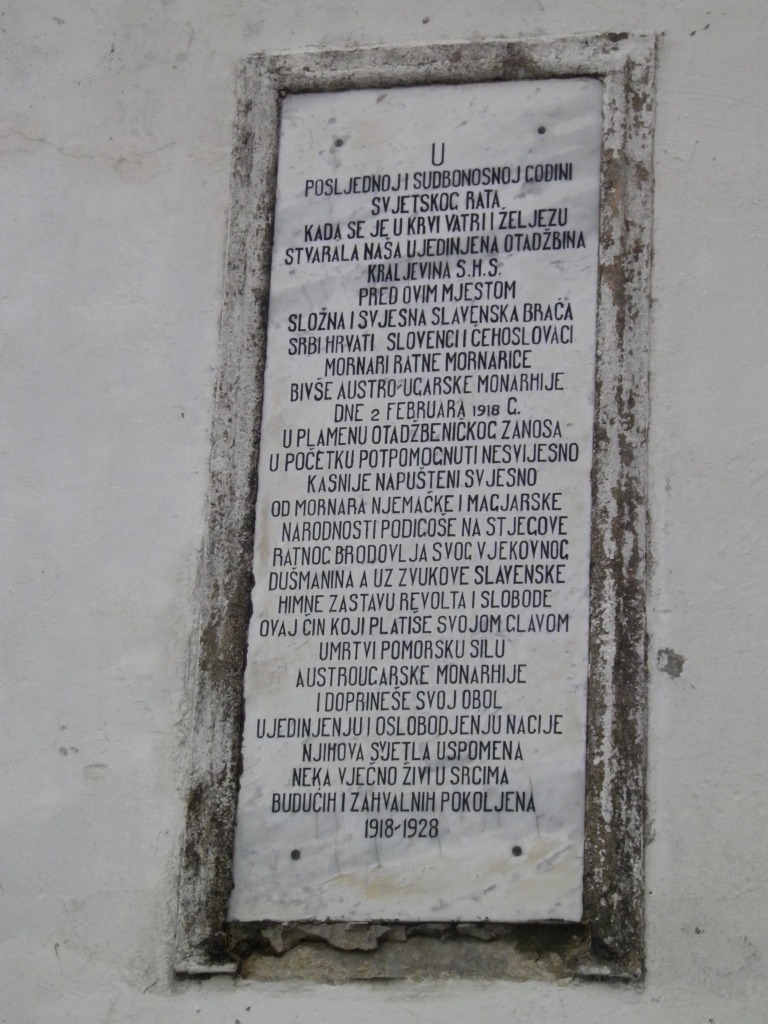 U
POSLJEDNOJ I SUDBONOSNOJ GODINI
SVJETSKOG RATA
KADA SE JE U KRVI VATRI I ŽELJEZU
STVARALA NAŠA UJEDINJENA OTADŽBINA
KRALJEVINA S.H.S.
PRED OVIM MJESTOM
SLOŽNA I SVJESNA SLAVENSKA BRAĆA
SRBI HRVATI SLOVENCI I ČEHOSLOVACI
MORNARI RATNE MORNARICE
BIVŠE AUSTRO-UGARSKE MONARHIJE
DNE 2 FEBRUARA 1918 G.
U PLAMENU OTADŽBENIČKOG ZANOSA
U POČETKU POTPOMOGNUTI NESVIJESNO
KASNIJE NAPUŠTENI SVJESNO
OD MORNARA NJEMAČKE I MAGJARSKE
NARODNOSTI PODIGOŠE NA STJEGOVE
RATNOG BRODOVLJA SVOG VJEKOVNOG
DUŠMANINA A UZ ZVUKOVE SLAVENSKE
HIMNE ZASTAVU REVOLTA I SLOBODE
OVAJ ČIN KOJI PLATIŠE SVOJOM GLAVOM
UMRTVI POMORSKU SILU
AUSTROUGARSKE MONARHIJE
I DOPRINEŠE SVOJ OBOL
UJEDINJENJU I OSLOBODJENJU NACIJE
NJIHOVA SVJETLA USPOMENA
NEKA VJEČNO ŽIVI U SRCIMA
BUDUĆIH I ZAHVALNIH POKOLJENA
1918-1928